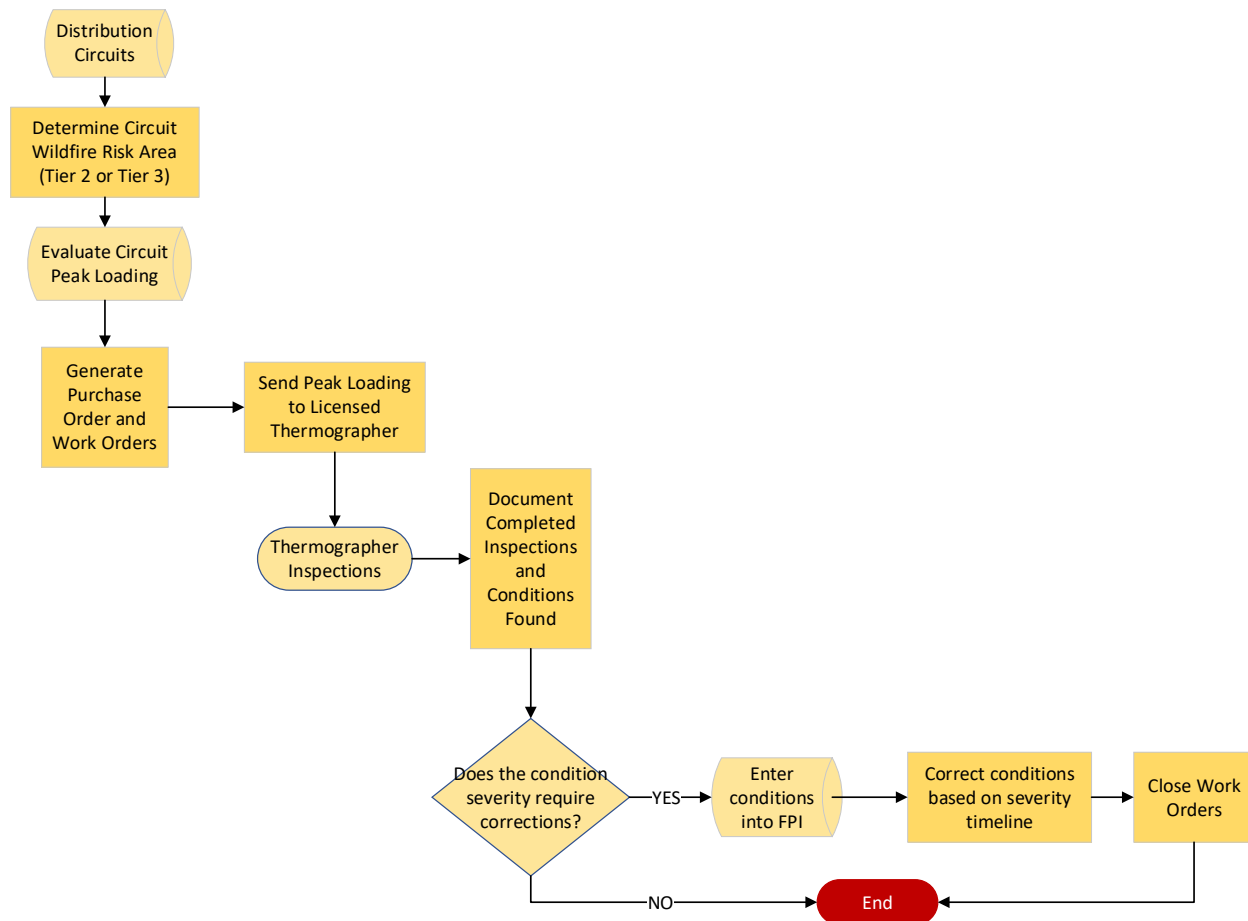 Distribution
Circuits
Determine Circuit
Wildfire Risk Area
(Tier 2 or Tier 3)
Evaluate Circuit
Peak Loading
Generate
Purchase
Order and
Work Orders
Send Peak Loading
to Licensed
Thermographer
Thermographer
Inspections
Document
Completed
Inspections
and
Conditions
Found
Does the condition
severity require
corrections?
YES
Enter
conditions
into FPI
Correct conditions
based on severity
timeline
Close Work
Orders
NO
End